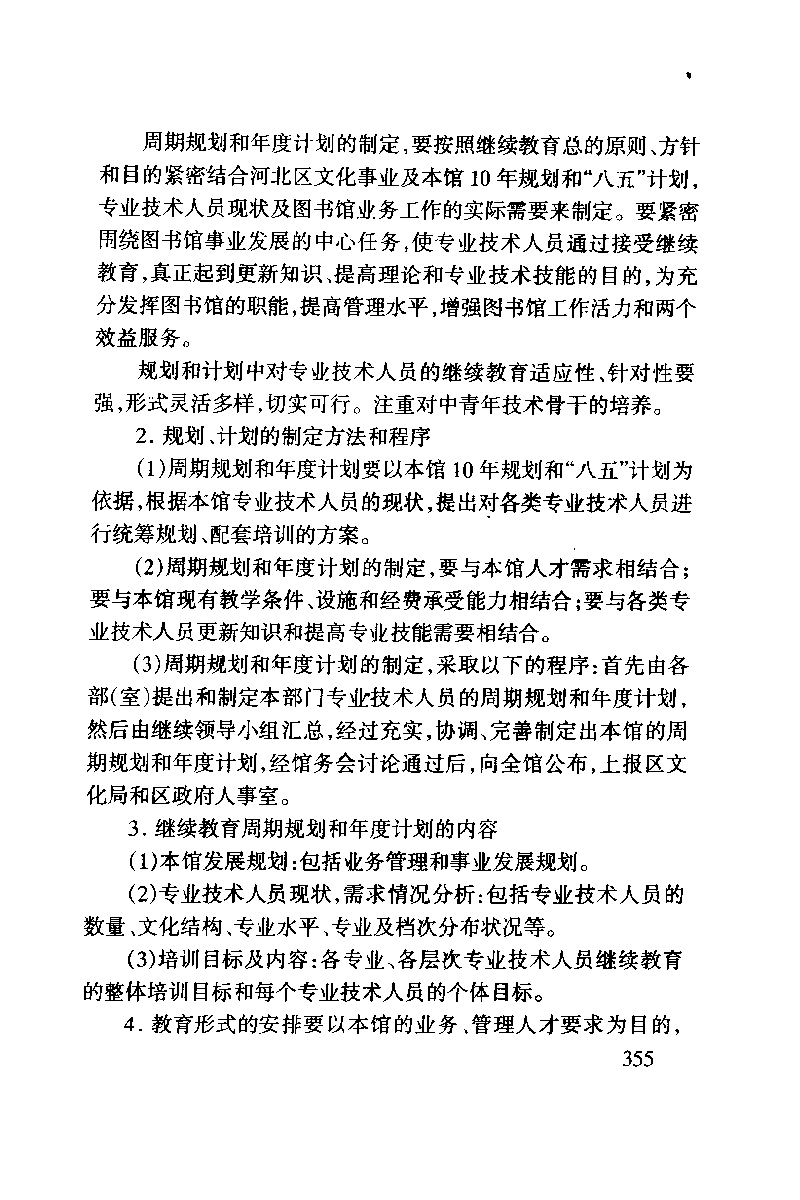 周期规划和年度计划的制定,要按照继续教育总的原则、方针
和目的紧密结合河北区文化事业及本馆 10 年规划和“八五”计划,
专业技术人员现状及图书馆业务工作的实际需要来制定。要紧密
围绕图书馆事业发展的中心任务,使专业技术人员通过接受继续
教育,真正起到更新知识、提高理论和专业技术技能的目的,为充
分发挥图书馆的职能,提高管理水平,增强图书馆工作活力和两个
效益服务。
规划和计划中对专业技术人员的继续教育适应性、针对性要
强,形式灵活多样,切实可行。注重对中青年技术骨干的培养。
2. 规划、计划的制定方法和程序
(1)周期规划和年度计划要以本馆 10 年规划和“八五”计划为
依据,根据本馆专业技术人员的现状,提出对各类专业技术人员进
行统筹规划、配套培训的方案。
(2)周期规划和年度计划的制定,要与本馆人才需求相结合;
要与本馆现有教学条件、设施和经费承受能力相结合;要与各类专
业技术人员更新知识和提高专业技能需要相结合。
(3)周期规划和年度计划的制定,采取以下的程序:首先由各
部(室)提出和制定本部门专业技术人员的周期规划和年度计划,
然后由继续领导小组汇总,经过充实,协调、完善制定出本馆的周
期规划和年度计划,经馆务会讨论通过后,向全馆公布,上报区文
化局和区政府人事室。
3. 继续教育周期规划和年度计划的内容
(1)本馆发展规划:包括业务管理和事业发展规划。
(2)专业技术人员现状,需求情况分析:包括专业技术人员的
数量、文化结构、专业水平、专业及档次分布状况等。
(3)培训目标及内容:各专业、各层次专业技术人员继续教育
的整体培训目标和每个专业技术人员的个体目标。
4. 教育形式的安排要以本馆的业务、管理人才要求为目的,
355